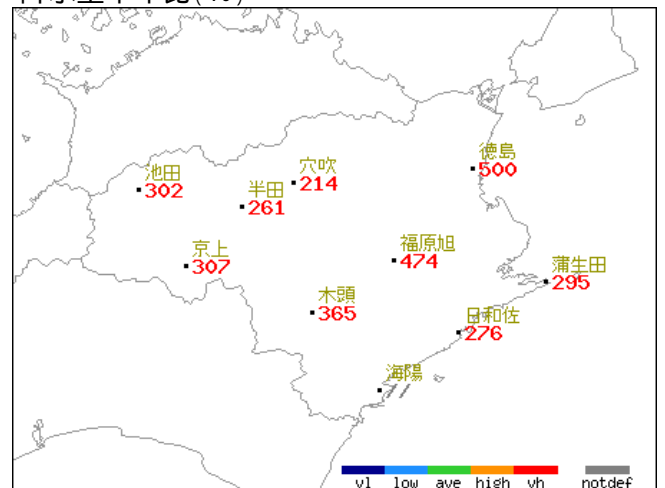 徳島
500
穴吹
214
池田
302
半田
261
福原旭
474
京上
307
蒲生田
295
木頭
365
日和佐
276
海陽
vl low ave high vh notdef